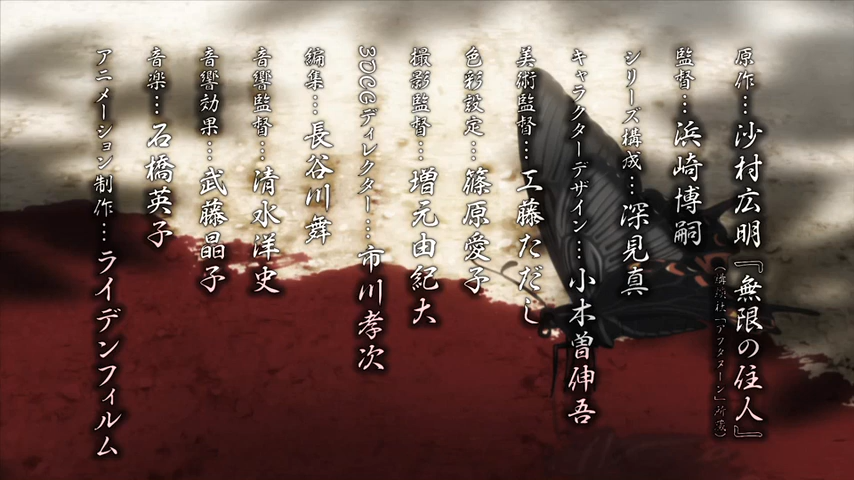 原作…沙村広明『無限の住人』
(講談社「アフタヌーン」所載)
監督…浜崎博嗣
シリーズ構成…深見真
キャラクターデザイン…小木曽伸吾
美術監督…工藤ただし
色彩設定…篠原愛子
撮影監督…増元由紀大
3DCGディレクター…市川孝次
編集…長谷川舞
音響監督…清水洋史
音響効果…武藤晶子
音楽…石橋英子
アニメーション制作…ライデンフィルム